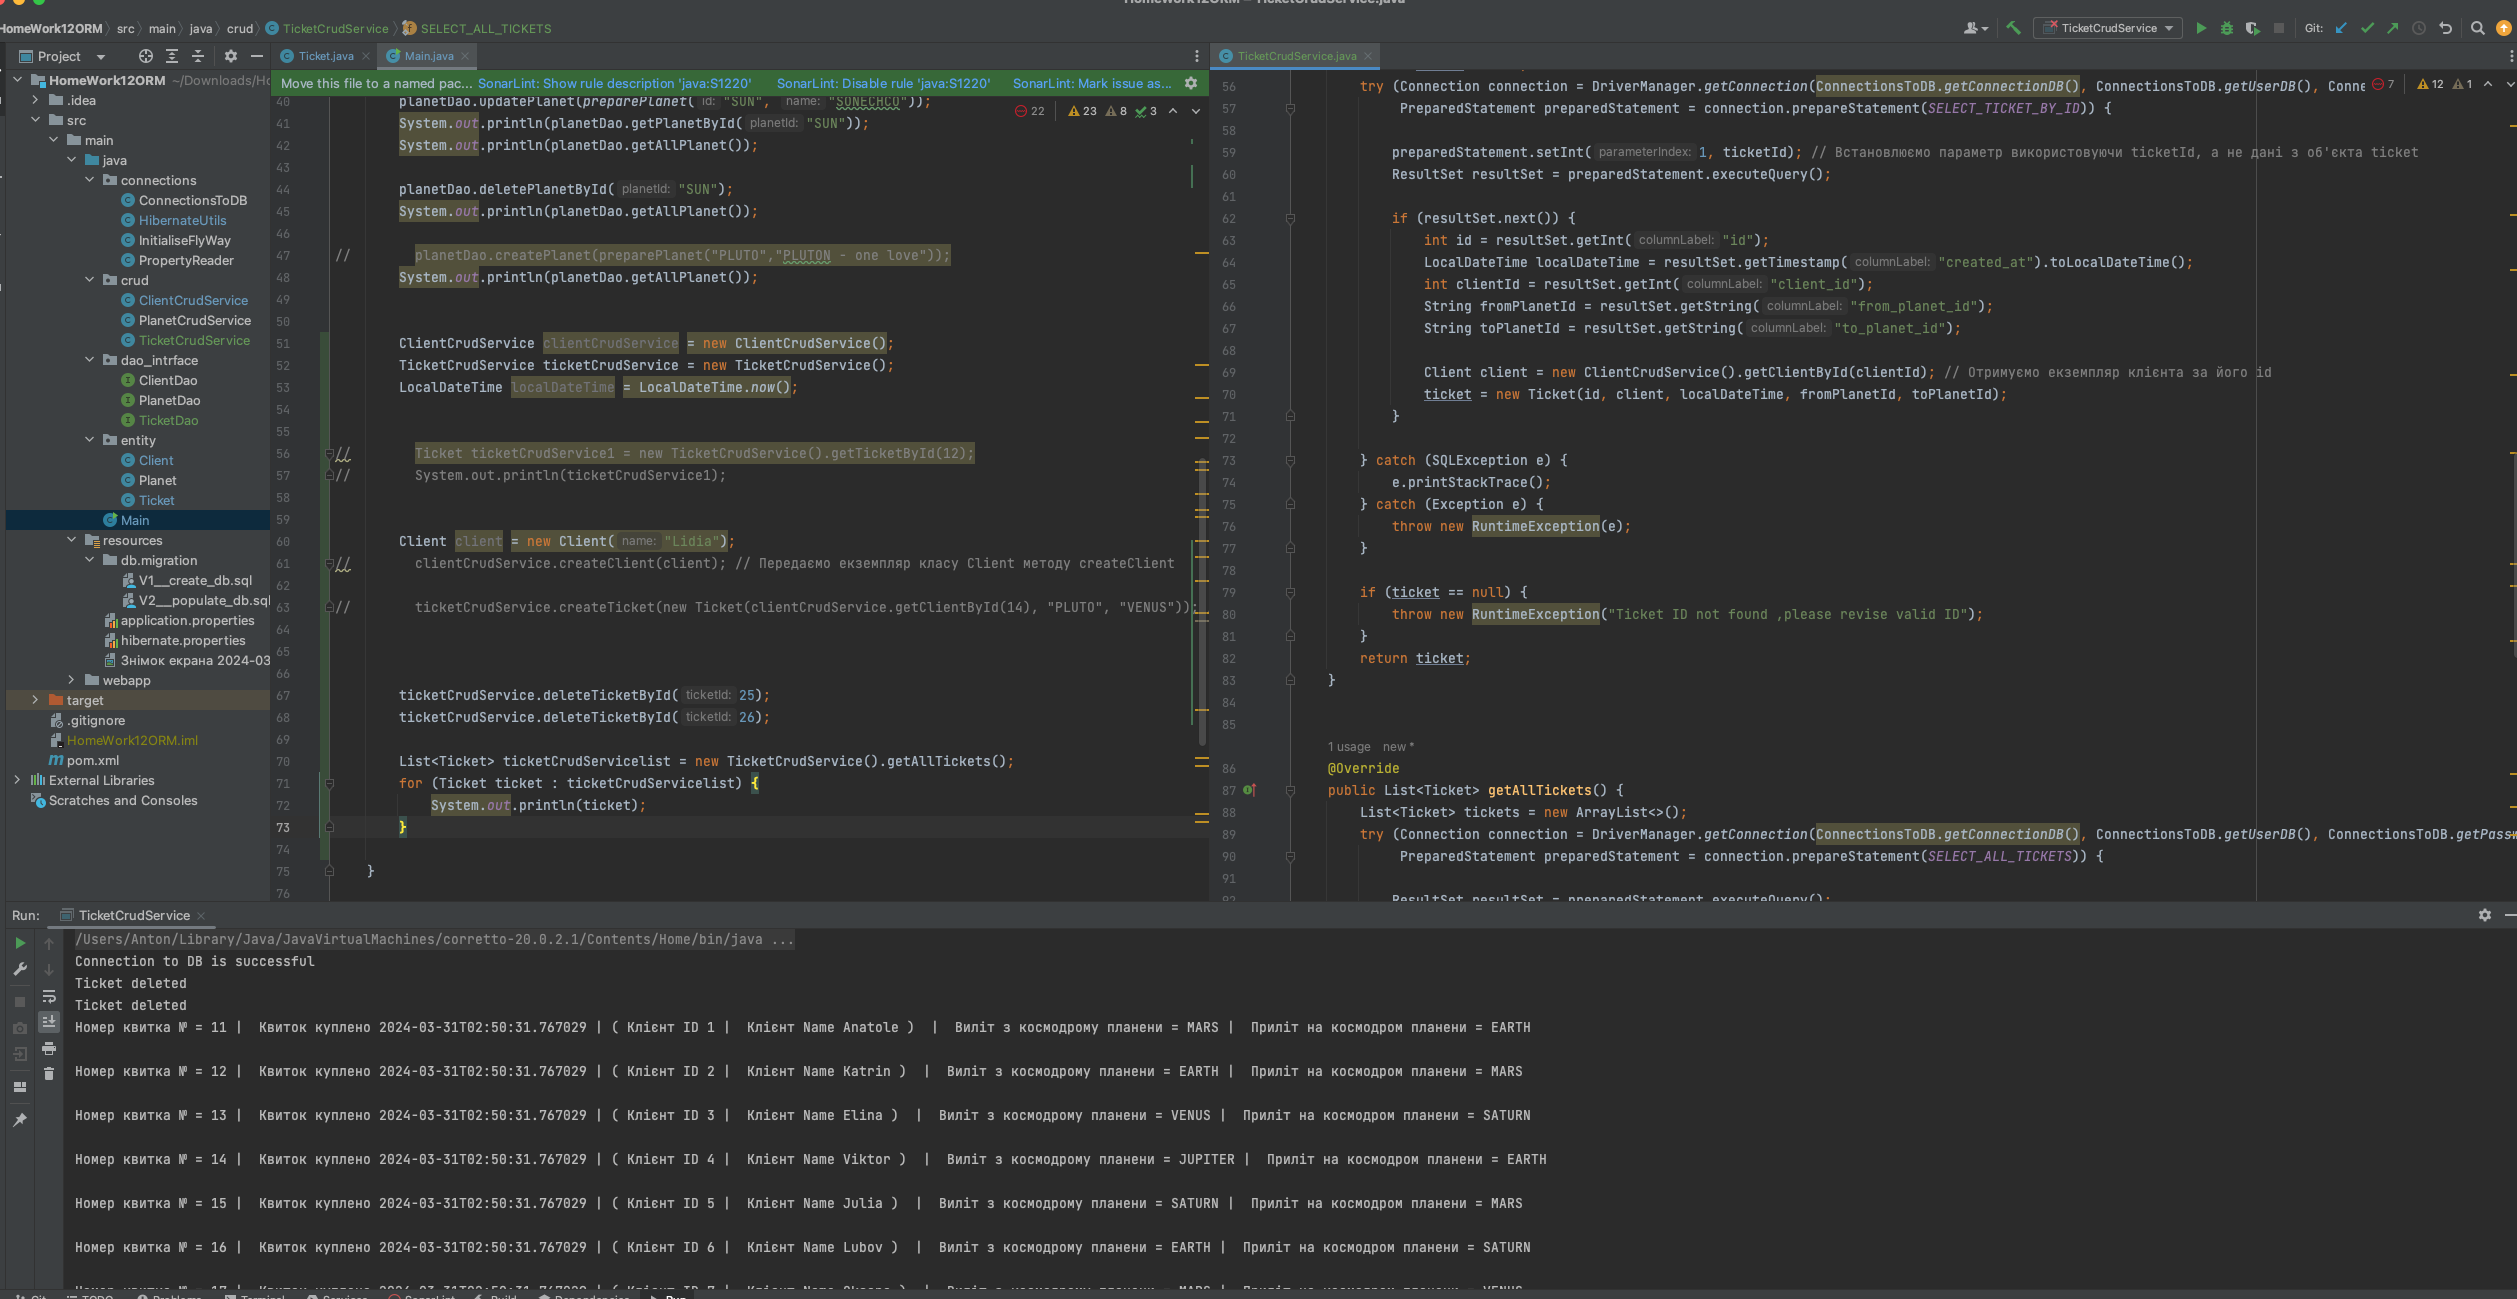 HomeWork12ORM – TicketCrudService.java
HomeWork12ORM src main java crud TicketCrudService SELECT_ALL_TICKETS
TicketCrudService Git:
Project
HomeWork12ORM ~/Downloads/Ho
.idea
src
main
java
connections
ConnectionsToDB
HibernateUtils
InitialiseFlyWay
PropertyReader
crud
ClientCrudService
PlanetCrudService
TicketCrudService
dao_intrface
ClientDao
PlanetDao
TicketDao
entity
Client
Planet
Ticket
Main
resources
db.migration
V1__create_db.sql
V2__populate_db.sql
application.properties
hibernate.properties
Знімок екрана 2024-03
webapp
target
.gitignore
HomeWork12ORM.iml
pom.xml
External Libraries
Scratches and Consoles
Ticket.java Main.java
Move this file to a named pac... SonarLint: Show rule description 'java:S1220' SonarLint: Disable rule 'java:S1220' SonarLint: Mark issue as...
22 23 8 3
40 planetDao.updatePlanet(preparePlanet( id: "SUN", name: "SONECHCO"));
41 System.out.println(planetDao.getPlanetById( planetId: "SUN"));
42 System.out.println(planetDao.getAllPlanet());
43
44 planetDao.deletePlanetById( planetId: "SUN");
45 System.out.println(planetDao.getAllPlanet());
46
47 // planetDao.createPlanet(preparePlanet("PLUTO","PLUTON - one love"));
48 System.out.println(planetDao.getAllPlanet());
49
50
51 ClientCrudService clientCrudService = new ClientCrudService();
52 TicketCrudService ticketCrudService = new TicketCrudService();
53 LocalDateTime localDateTime = LocalDateTime.now();
54
55
56 // Ticket ticketCrudService1 = new TicketCrudService().getTicketById(12);
57 // System.out.println(ticketCrudService1);
58
59
60 Client client = new Client( name: "Lidia");
61 // clientCrudService.createClient(client); // Передаємо екземпляр класу Client методу createClient
62
63 // ticketCrudService.createTicket(new Ticket(clientCrudService.getClientById(14), "PLUTO", "VENUS"));
64
65
66
67 ticketCrudService.deleteTicketById( ticketId: 25);
68 ticketCrudService.deleteTicketById( ticketId: 26);
69
70 List<Ticket> ticketCrudServicelist = new TicketCrudService().getAllTickets();
71 for (Ticket ticket : ticketCrudServicelist) {
72 System.out.println(ticket);
73 }
74
75 }
76
TicketCrudService.java
7 12 1
56 try (Connection connection = DriverManager.getConnection(ConnectionsToDB.getConnectionDB(), ConnectionsToDB.getUserDB(), Conne
57 PreparedStatement preparedStatement = connection.prepareStatement(SELECT_TICKET_BY_ID)) {
58
59 preparedStatement.setInt( parameterIndex: 1, ticketId); // Встановлюємо параметр використовуючи ticketId, а не дані з об'єкта ticket
60 ResultSet resultSet = preparedStatement.executeQuery();
61
62 if (resultSet.next()) {
63 int id = resultSet.getInt( columnLabel: "id");
64 LocalDateTime localDateTime = resultSet.getTimestamp( columnLabel: "created_at").toLocalDateTime();
65 int clientId = resultSet.getInt( columnLabel: "client_id");
66 String fromPlanetId = resultSet.getString( columnLabel: "from_planet_id");
67 String toPlanetId = resultSet.getString( columnLabel: "to_planet_id");
68
69 Client client = new ClientCrudService().getClientById(clientId); // Отримуємо екземпляр клієнта за його id
70 ticket = new Ticket(id, client, localDateTime, fromPlanetId, toPlanetId);
71 }
72
73 } catch (SQLException e) {
74 e.printStackTrace();
75 } catch (Exception e) {
76 throw new RuntimeException(e);
77 }
78
79 if (ticket == null) {
80 throw new RuntimeException("Ticket ID not found ,please revise valid ID");
81 }
82 return ticket;
83 }
84
85
1 usage new *
86 @Override
87 public List<Ticket> getAllTickets() {
88 List<Ticket> tickets = new ArrayList<>();
89 try (Connection connection = DriverManager.getConnection(ConnectionsToDB.getConnectionDB(), ConnectionsToDB.getUserDB(), ConnectionsToDB.getPassw
90 PreparedStatement preparedStatement = connection.prepareStatement(SELECT_ALL_TICKETS)) {
91
92 ResultSet resultSet = preparedStatement.executeQuery();
Run: TicketCrudService
/Users/Anton/Library/Java/JavaVirtualMachines/corretto-20.0.2.1/Contents/Home/bin/java ...
Connection to DB is successful
Ticket deleted
Ticket deleted
Номер квитка № = 11 | Квиток куплено 2024-03-31T02:50:31.767029 | ( Клієнт ID 1 | Клієнт Name Anatole ) | Виліт з космодрому планени = MARS | Приліт на космодром планени = EARTH
Номер квитка № = 12 | Квиток куплено 2024-03-31T02:50:31.767029 | ( Клієнт ID 2 | Клієнт Name Katrin ) | Виліт з космодрому планени = EARTH | Приліт на космодром планени = MARS
Номер квитка № = 13 | Квиток куплено 2024-03-31T02:50:31.767029 | ( Клієнт ID 3 | Клієнт Name Elina ) | Виліт з космодрому планени = VENUS | Приліт на космодром планени = SATURN
Номер квитка № = 14 | Квиток куплено 2024-03-31T02:50:31.767029 | ( Клієнт ID 4 | Клієнт Name Viktor ) | Виліт з космодрому планени = JUPITER | Приліт на космодром планени = EARTH
Номер квитка № = 15 | Квиток куплено 2024-03-31T02:50:31.767029 | ( Клієнт ID 5 | Клієнт Name Julia ) | Виліт з космодрому планени = SATURN | Приліт на космодром планени = MARS
Номер квитка № = 16 | Квиток куплено 2024-03-31T02:50:31.767029 | ( Клієнт ID 6 | Клієнт Name Lubov ) | Виліт з космодрому планени = EARTH | Приліт на космодром планени = SATURN
Git TODO Problems Terminal Services SonarLint Build Dependencies Run